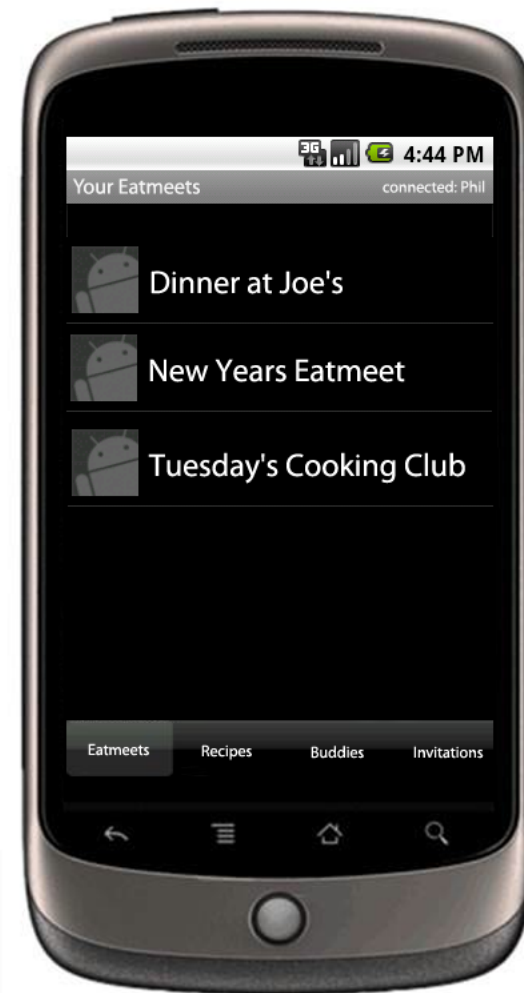 3G 4:44 PM
Your Eatmeets connected: Phil
Dinner at Joe's
New Years Eatmeet
Tuesday's Cooking Club
Eatmeets Recipes Buddies Invitations